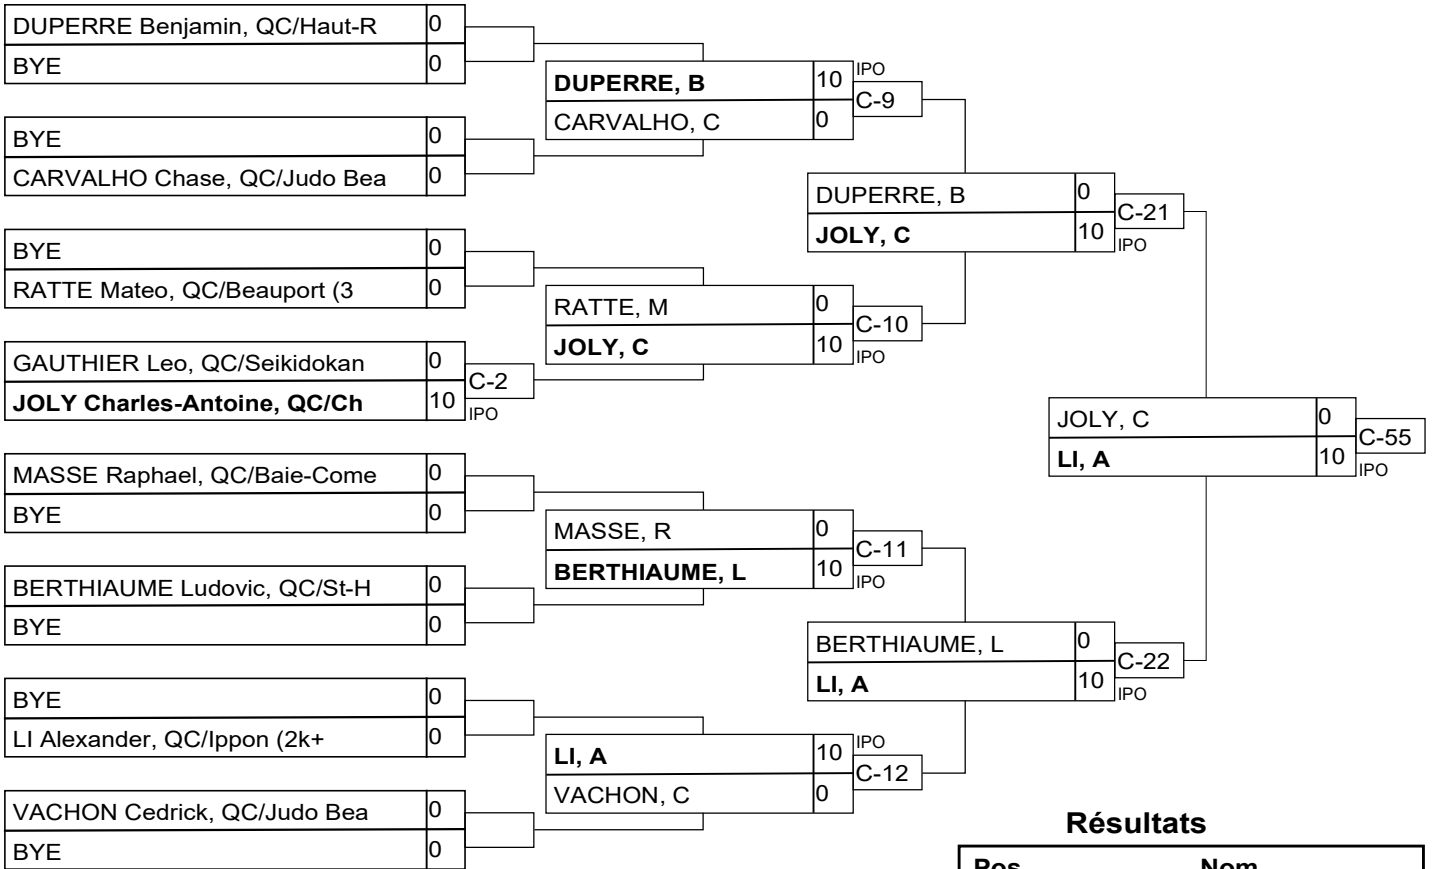 DUPERRE Benjamin, QC/Haut-R 0
BYE 0
BYE 0
CARVALHO Chase, QC/Judo Bea 0
BYE 0
RATTE Mateo, QC/Beauport (3 0
GAUTHIER Leo, QC/Seikidokan 0
C-2
JOLY Charles-Antoine, QC/Ch 10 IPO
MASSE Raphael, QC/Baie-Come 0
BYE 0
BERTHIAUME Ludovic, QC/St-H 0
BYE 0
BYE 0
LI Alexander, QC/Ippon (2k+ 0
VACHON Cedrick, QC/Judo Bea 0
BYE 0
DUPERRE, B 10 IPO
C-9
CARVALHO, C 0
RATTE, M 0
C-10
JOLY, C 10 IPO
MASSE, R 0
C-11
BERTHIAUME, L 10 IPO
LI, A 10 IPO
C-12
VACHON, C 0
DUPERRE, B 0
C-21
JOLY, C 10 IPO
BERTHIAUME, L 0
C-22
LI, A 10 IPO
JOLY, C 0
C-55
LI, A 10 IPO
Résultats
Pos Nom